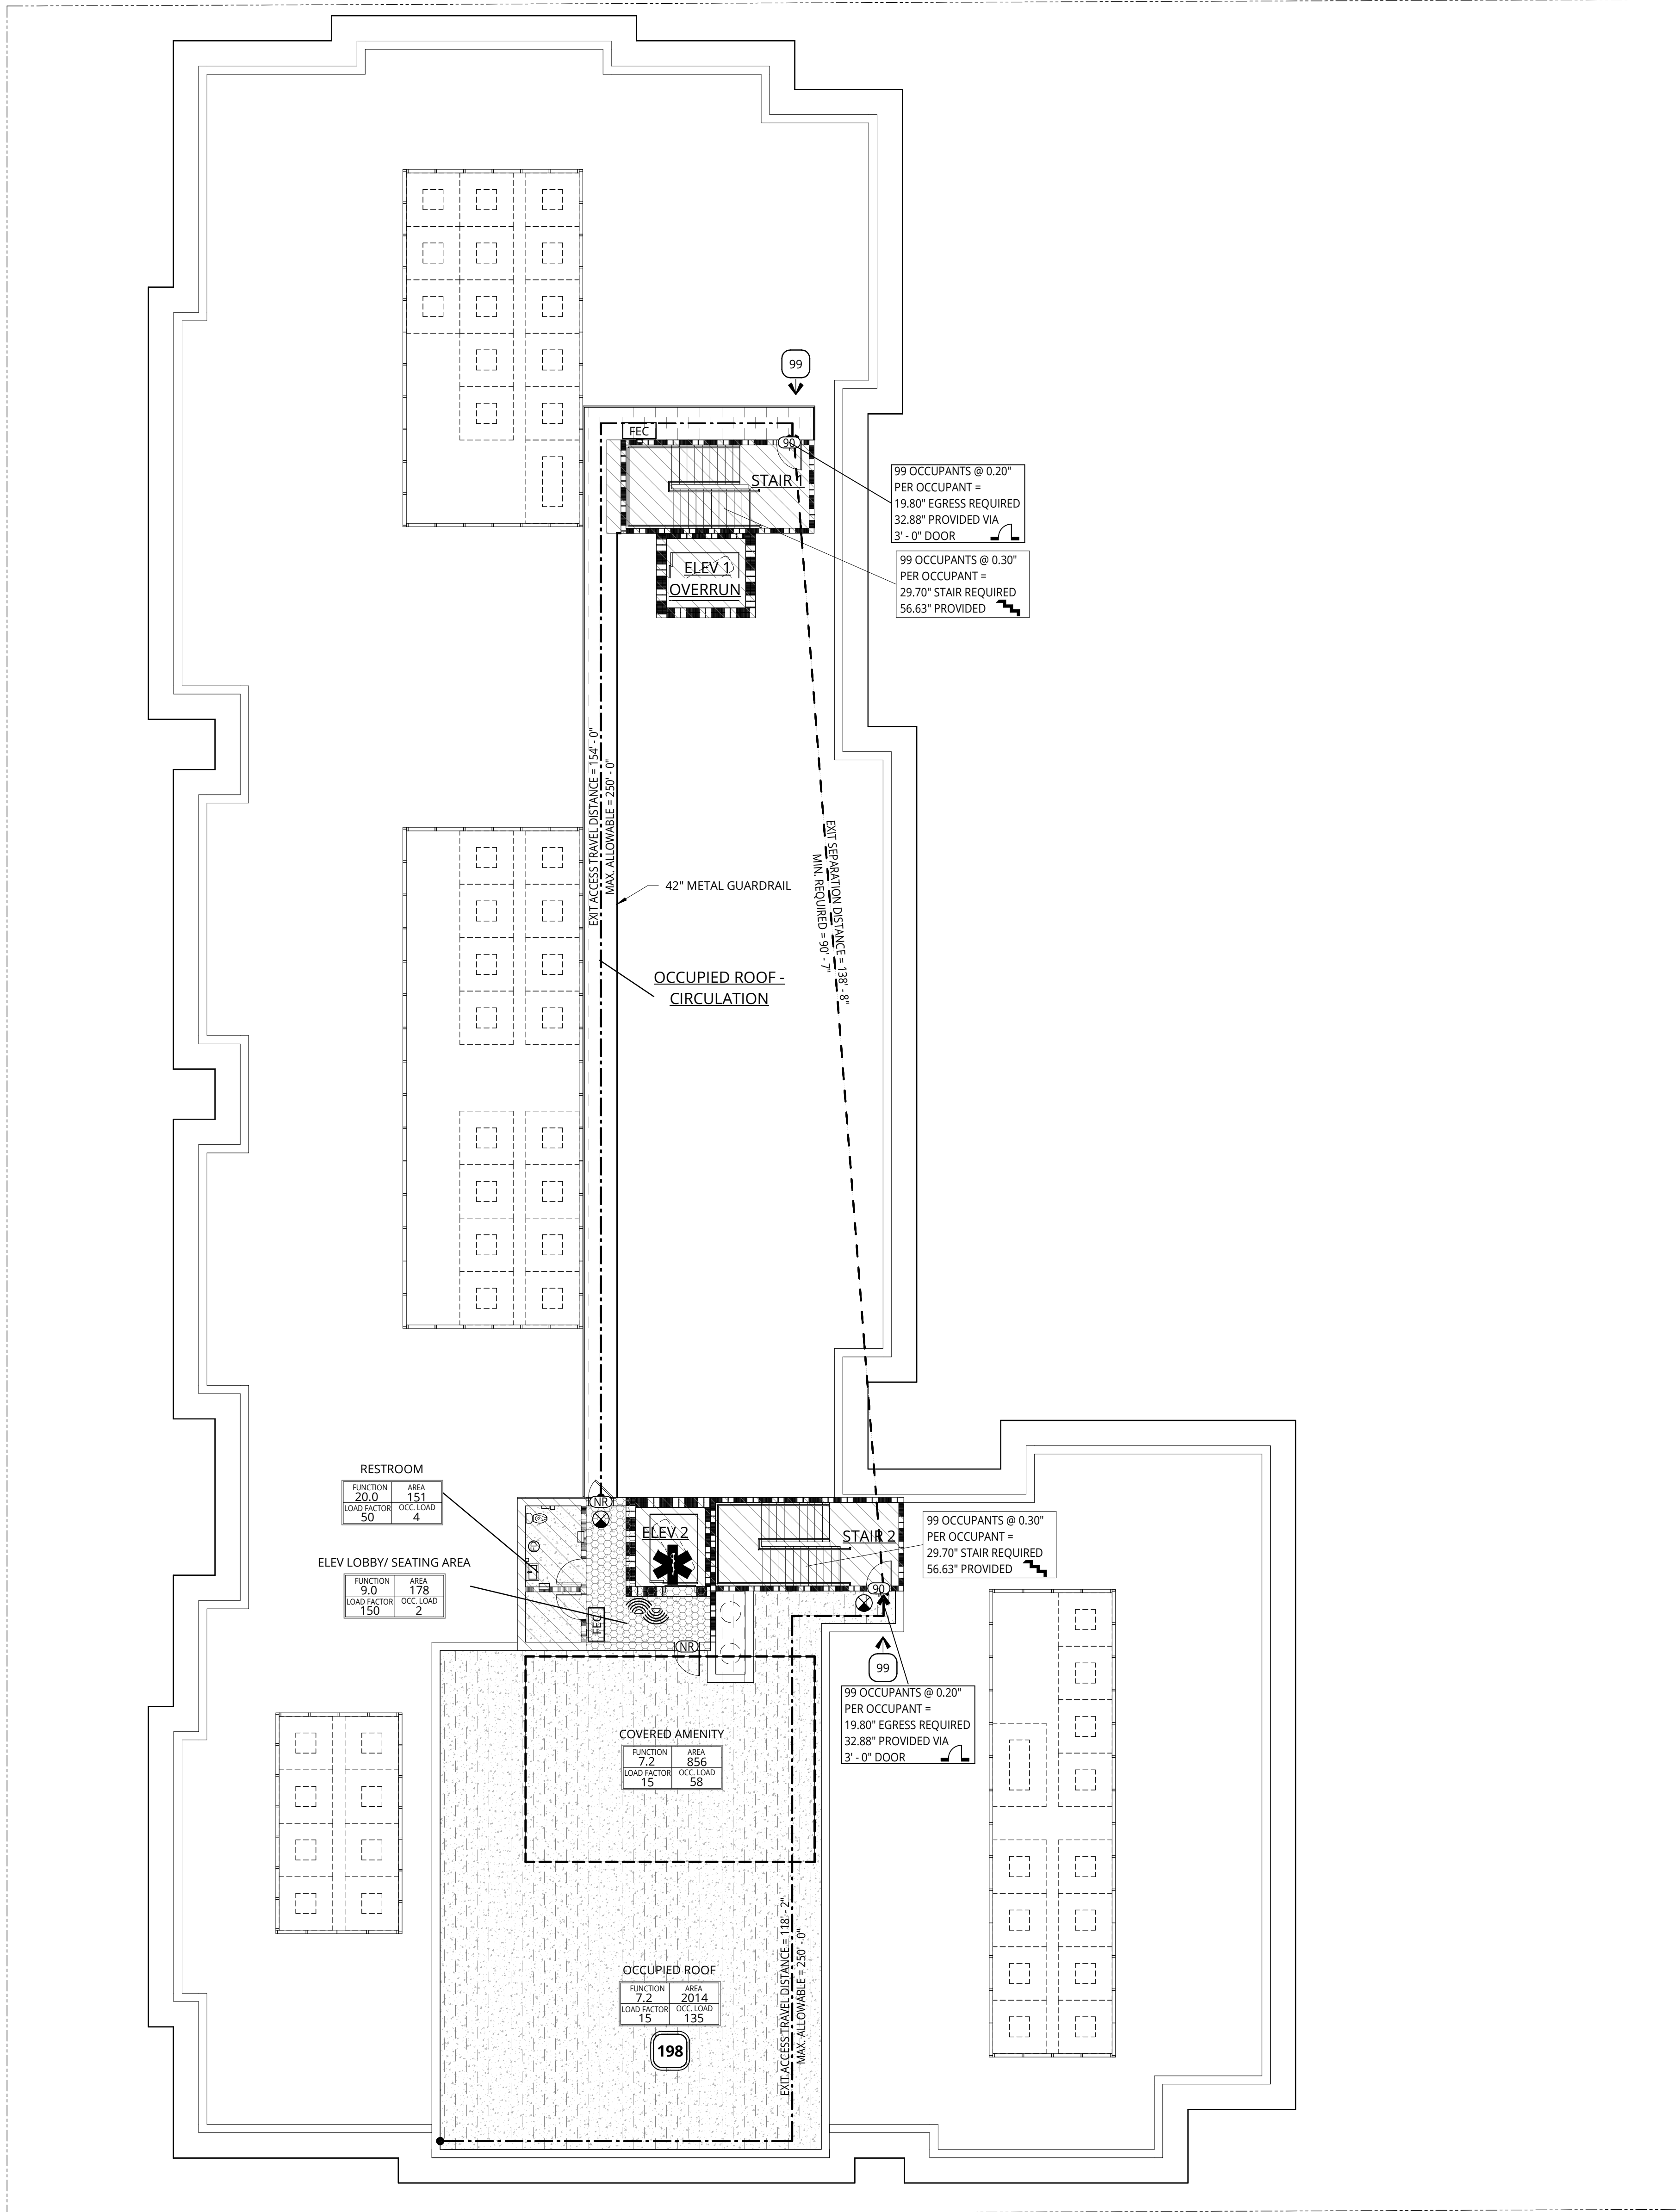 99
FEC
90
STAIR 1
99 OCCUPANTS @ 0.20"
PER OCCUPANT =
19.80" EGRESS REQUIRED
32.88" PROVIDED VIA
3' - 0" DOOR
99 OCCUPANTS @ 0.30"
PER OCCUPANT =
29.70" STAIR REQUIRED
56.63" PROVIDED
ELEV 1
OVERRUN
EXIT ACCESS TRAVEL DISTANCE = 154' - 0"
MAX. ALLOWABLE = 250' - 0"
EXIT SEPARATION DISTANCE = 138' - 8"
MIN. REQUIRED = 90' - 7"
42" METAL GUARDRAIL
OCCUPIED ROOF -
CIRCULATION
RESTROOM
FUNCTION AREA
20.0 151
LOAD FACTOR OCC. LOAD
50 4
NR
ELEV 2
STAIR 2
99 OCCUPANTS @ 0.30"
PER OCCUPANT =
29.70" STAIR REQUIRED
56.63" PROVIDED
ELEV LOBBY/ SEATING AREA
FUNCTION AREA
9.0 178
LOAD FACTOR OCC. LOAD
150 2
FEC
90
NR
99
99 OCCUPANTS @ 0.20"
PER OCCUPANT =
19.80" EGRESS REQUIRED
32.88" PROVIDED VIA
3' - 0" DOOR
COVERED AMENITY
FUNCTION AREA
7.2 856
LOAD FACTOR OCC. LOAD
15 58
EXIT ACCESS TRAVEL DISTANCE = 118' - 2"
MAX. ALLOWABLE = 250' - 0"
OCCUPIED ROOF
FUNCTION AREA
7.2 2014
LOAD FACTOR OCC. LOAD
15 135
198